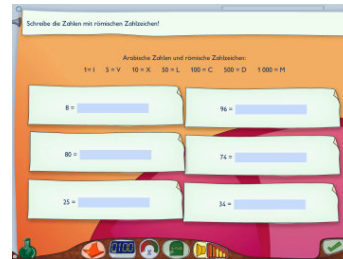 Schreibe die Zahlen mit römischen Zahlzeichen!
Arabische Zahlen und römische Zahlzeichen:
1= I 5 = V 10 = X 50 = L 100 = C 500 = D 1 000 = M
8 =
96 =
80 =
74 =
25 =
34 =